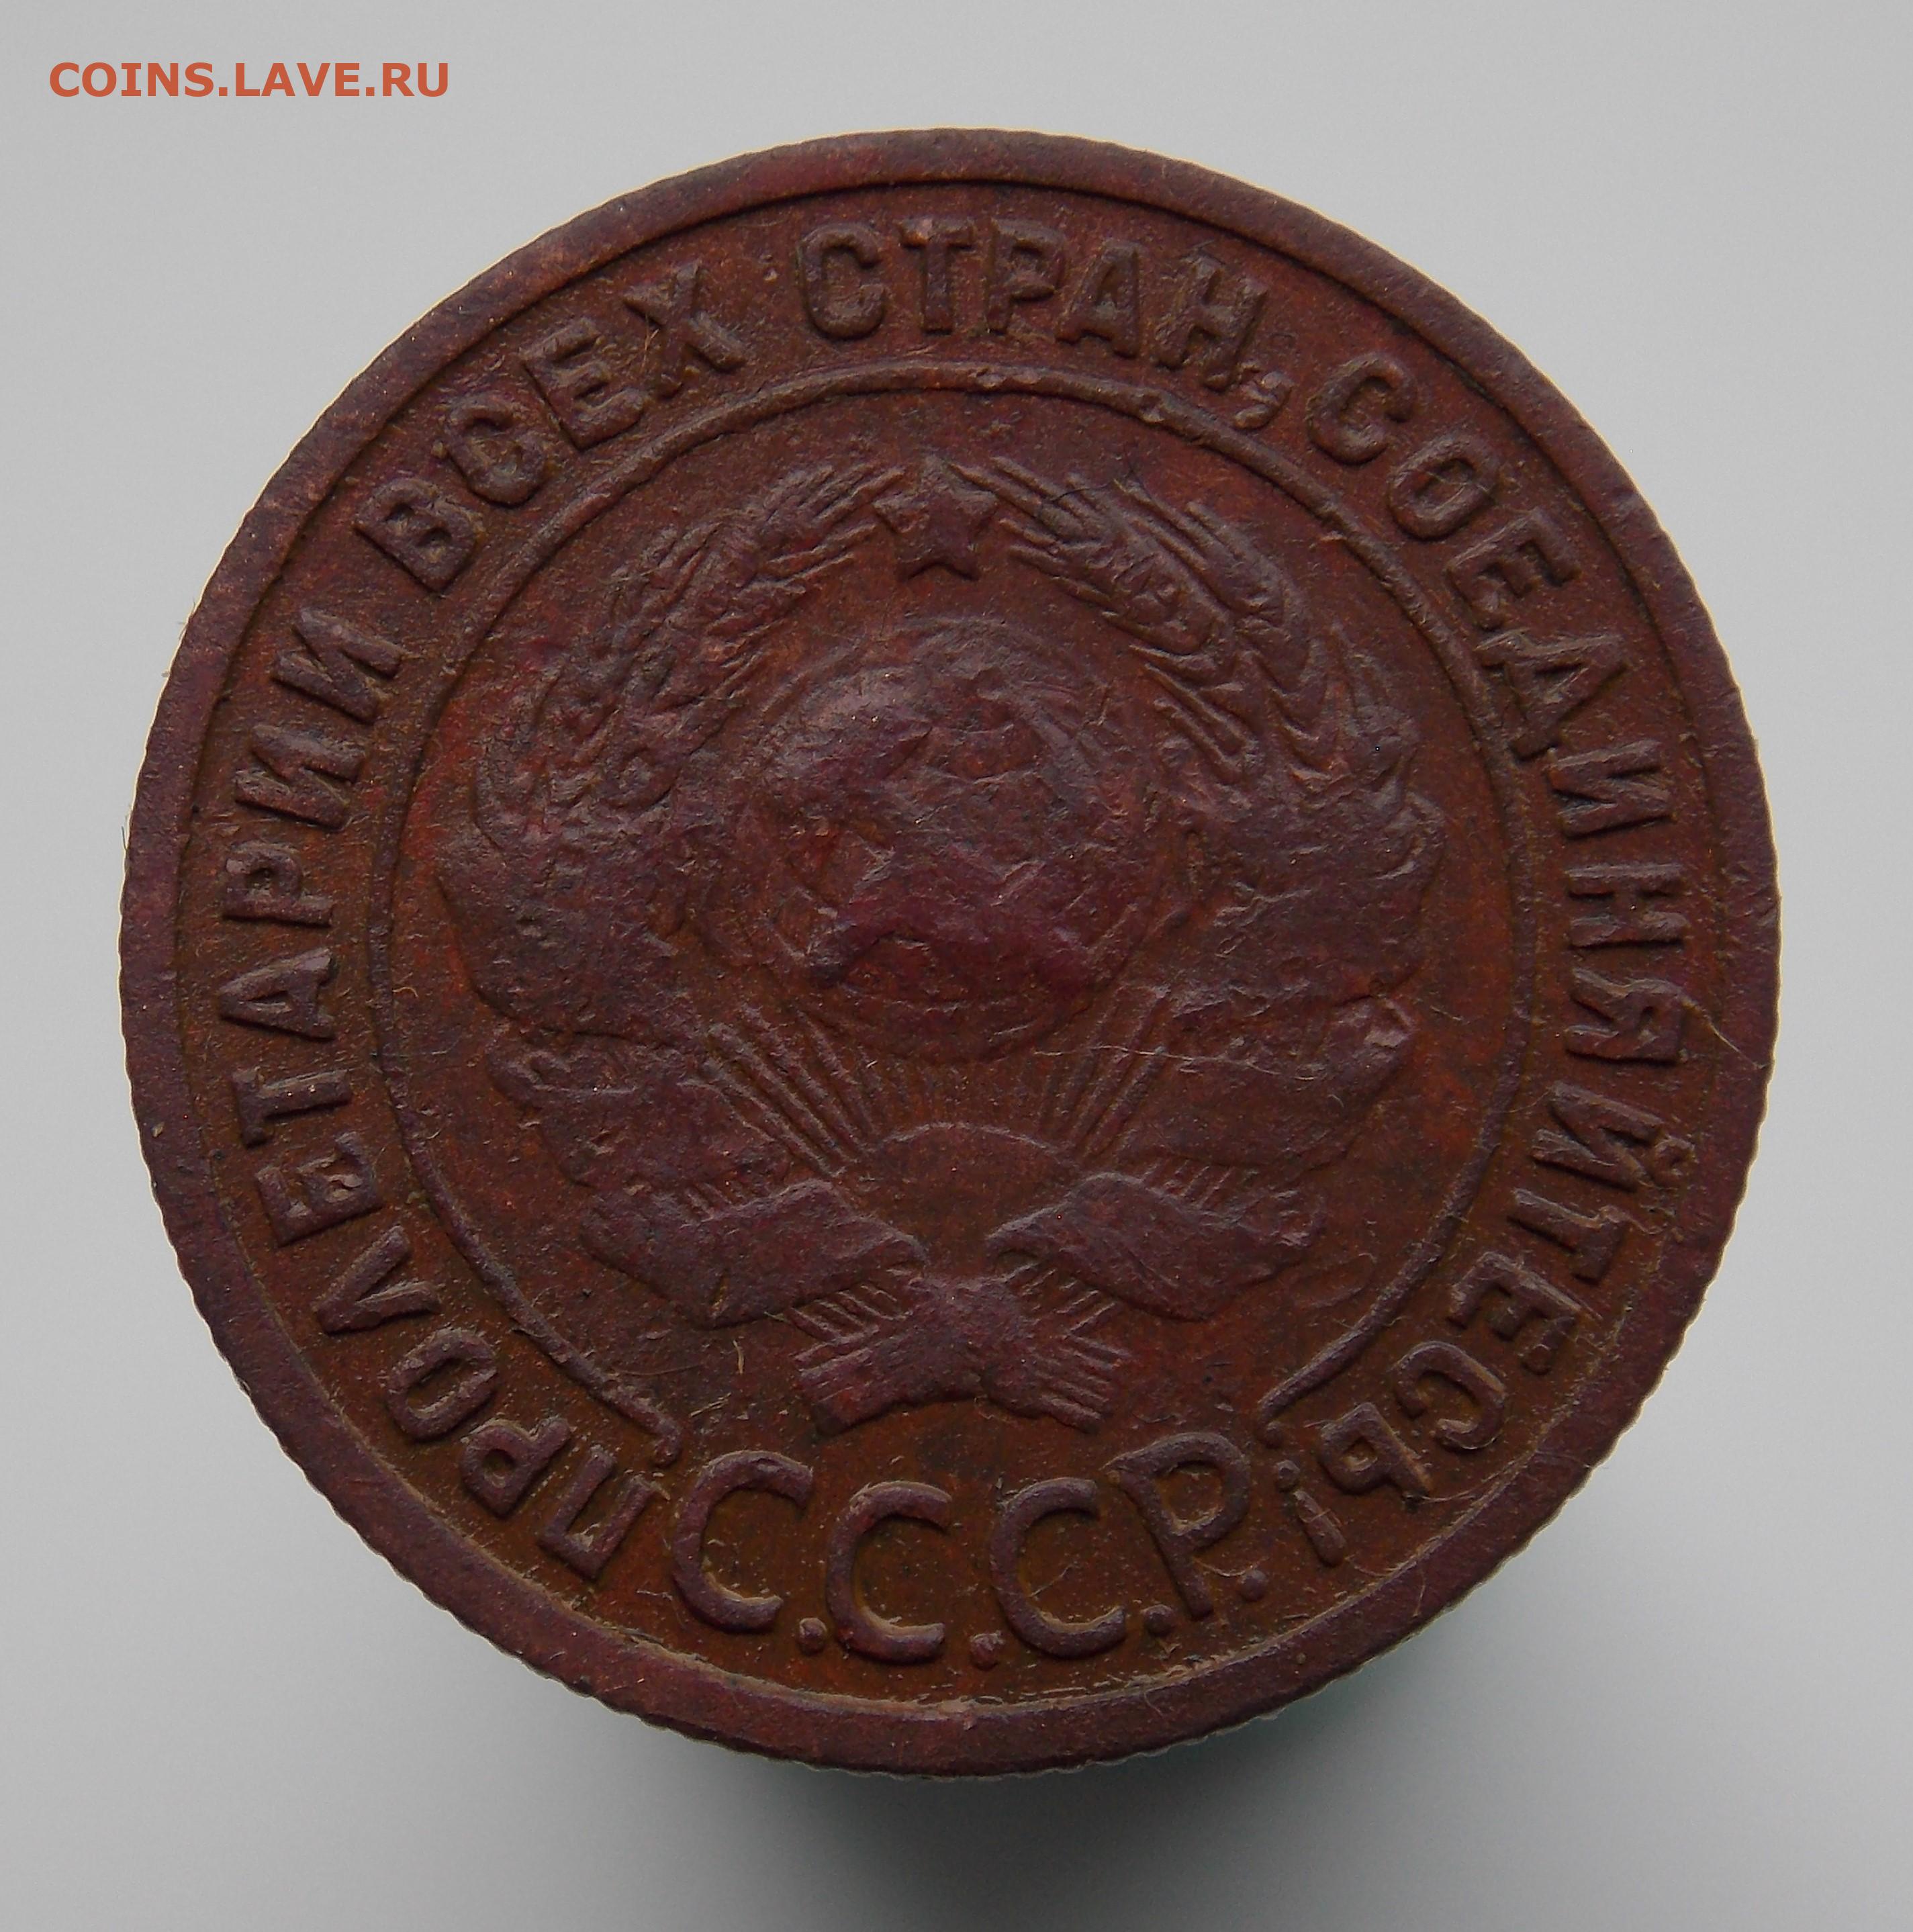 COINS.LAVE.RU
ПРОЛЕТАРИИ ВСЕХ СТРАН, СОЕДИНЯЙТЕСЬ!
С.С.С.Р.